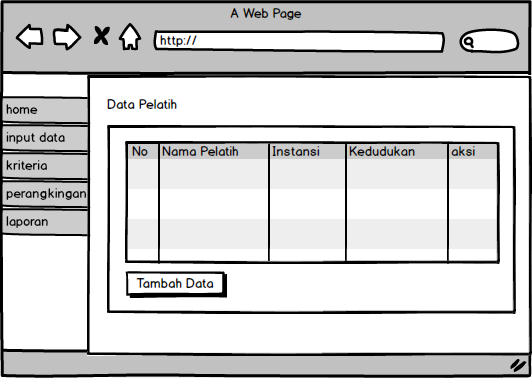 A Web Page
http://
home
input data
kriteria
perangkingan
laporan
Data Pelatih
No Nama Pelatih Instansi Kedudukan aksi
Tambah Data